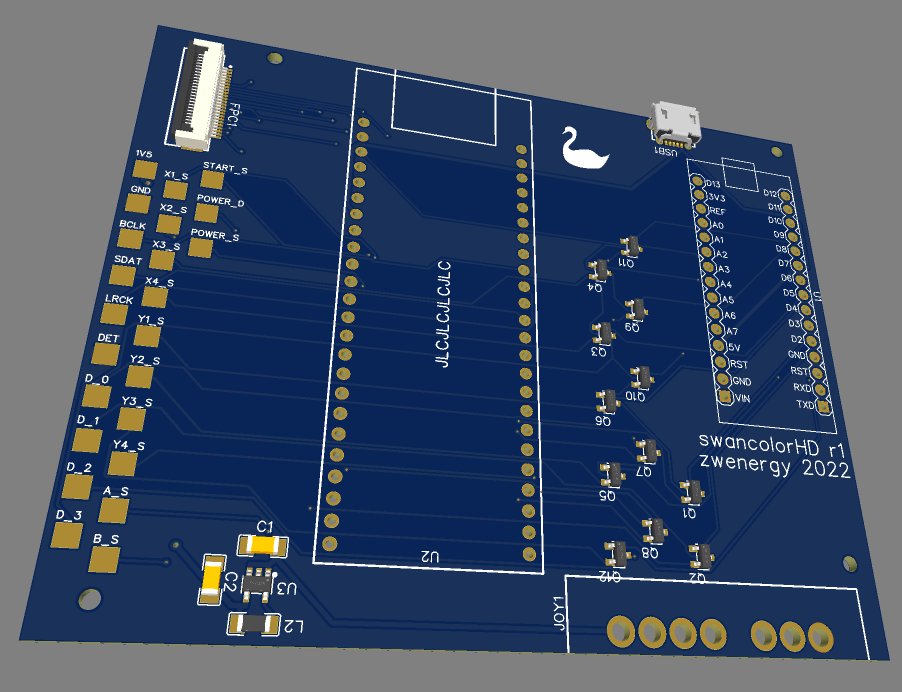 FPC1
USB1
1V5
X1_S
START_S
GND
X2_S
POWER_D
BCLK
X3_S
POWER_S
SDAT
X4_S
LRCK
Y1_S
DET
Y2_S
D_0
Y3_S
D_1
Y4_S
D_2
A_S
D_3
B_S
JLCJLCJLCJLC
U2
C1
C2
U3
L2
Q11
Q4
Q9
Q3
Q10
Q6
Q7
Q5
Q1
Q8
Q2
Q12
D13
3V3
REF
A0
A1
A2
A3
A4
A5
A6
A7
5V
RST
GND
VIN
D12
D11
D10
D9
D8
D7
D6
D5
D4
D3
D2
GND
RST
RXD
TXD
swancolorHD r1
zwenergy 2022
JOY1